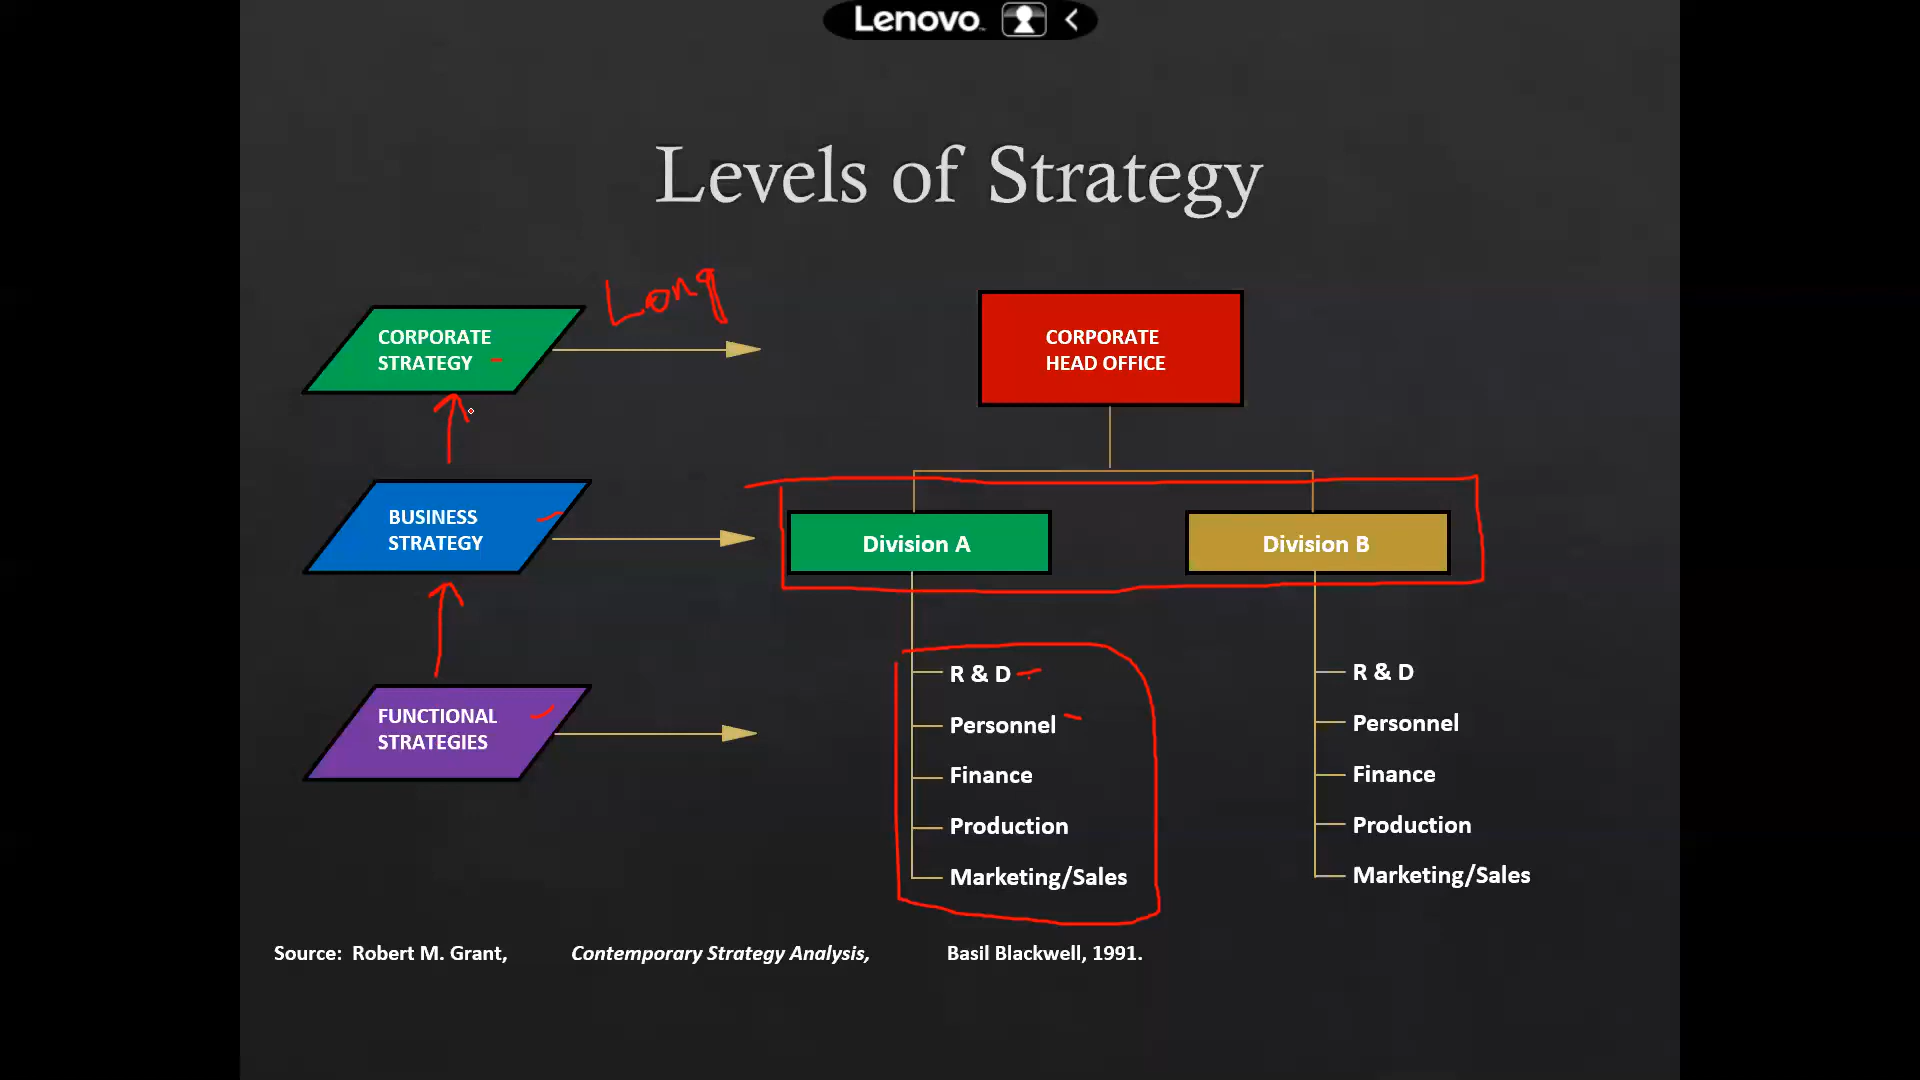 Lenovo
Levels of Strategy
Long
CORPORATE
STRATEGY
CORPORATE
HEAD OFFICE
BUSINESS
STRATEGY
Division A
Division B
FUNCTIONAL
STRATEGIES
R & D
Personnel
Finance
Production
Marketing/Sales
R & D
Personnel
Finance
Production
Marketing/Sales
Source: Robert M. Grant, Contemporary Strategy Analysis, Basil Blackwell, 1991.